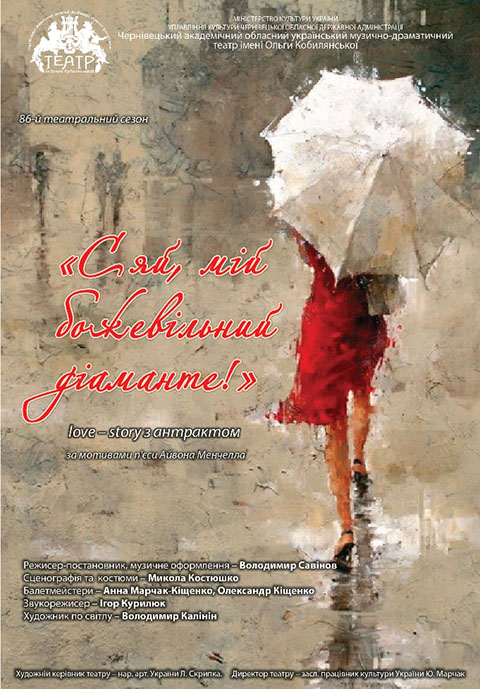 МІНІСТЕРСТВО КУЛЬТУРИ УКРАЇНИ
УПРАВЛІННЯ КУЛЬТУРИ ЧЕРНІВЕЦЬКОЇ ОБЛАСНОЇ ДЕРЖАВНОЇ АДМІНІСТРАЦІЇ
Чернівецький академічний обласний український музично-драматичний
театр імені Ольги Кобилянської
ТЕАТР
86-й театральний сезон
«Сяй, мій
божевільний
діаманте!»
love – story з антрактом
за мотивами п'єси Айвона Менчелла
Режисер-постановник, музичне оформлення – Володимир Савінов
Сценографія та костюми – Микола Костюшко
Балетмейстери – Анна Марчак-Кіщенко, Олександр Кіщенко
Звукорежисер – Ігор Курилюк
Художник по світлу – Володимир Калінін
Художній керівник театру – нар. арт. України Л. Скрипка. Директор театру – засл. працівник культури України Ю. Марчак